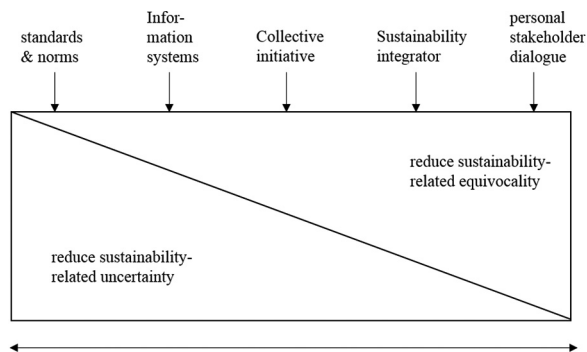 standards
& norms
Infor-
mation
systems
Collective
initiative
Sustainability
integrator
personal
stakeholder
dialogue
reduce sustainability-
related equivocality
reduce sustainability-
related uncertainty